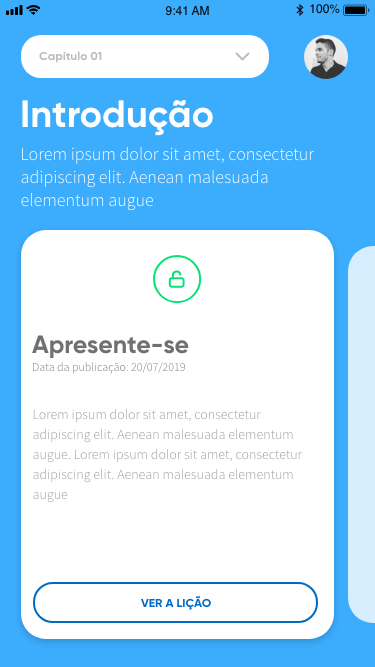 9:41 AM
100%
Capítulo 01
Introdução
Lorem ipsum dolor sit amet, consectetur
adipiscing elit. Aenean malesuada
elementum augue
Apresente-se
Data da publicação: 20/07/2019
Lorem ipsum dolor sit amet, consectetur
adipiscing elit. Aenean malesuada elementum
augue. Lorem ipsum dolor sit amet, consectetur
adipiscing elit. Aenean malesuada elementum
augue
VER A LIÇÃO